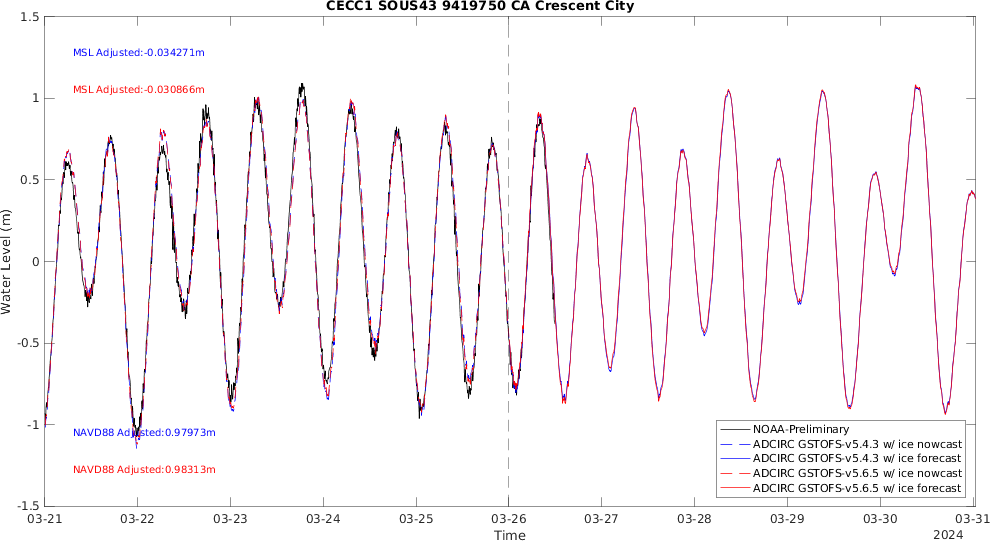 CECC1 SOUS43 9419750 CA Crescent City
1.5
MSL Adjusted:-0.034271m
MSL Adjusted:-0.030866m
1
0.5
Water Level (m)
0
-0.5
-1
NAVD88 Adjusted:0.97973m
NAVD88 Adjusted:0.98313m
NOAA-Preliminary
ADCIRC GSTOFS-v5.4.3 w/ ice nowcast
ADCIRC GSTOFS-v5.4.3 w/ ice forecast
ADCIRC GSTOFS-v5.6.5 w/ ice nowcast
ADCIRC GSTOFS-v5.6.5 w/ ice forecast
-1.5
03-21 03-22 03-23 03-24 03-25 03-26 03-27 03-28 03-29 03-30 03-31
Time
2024